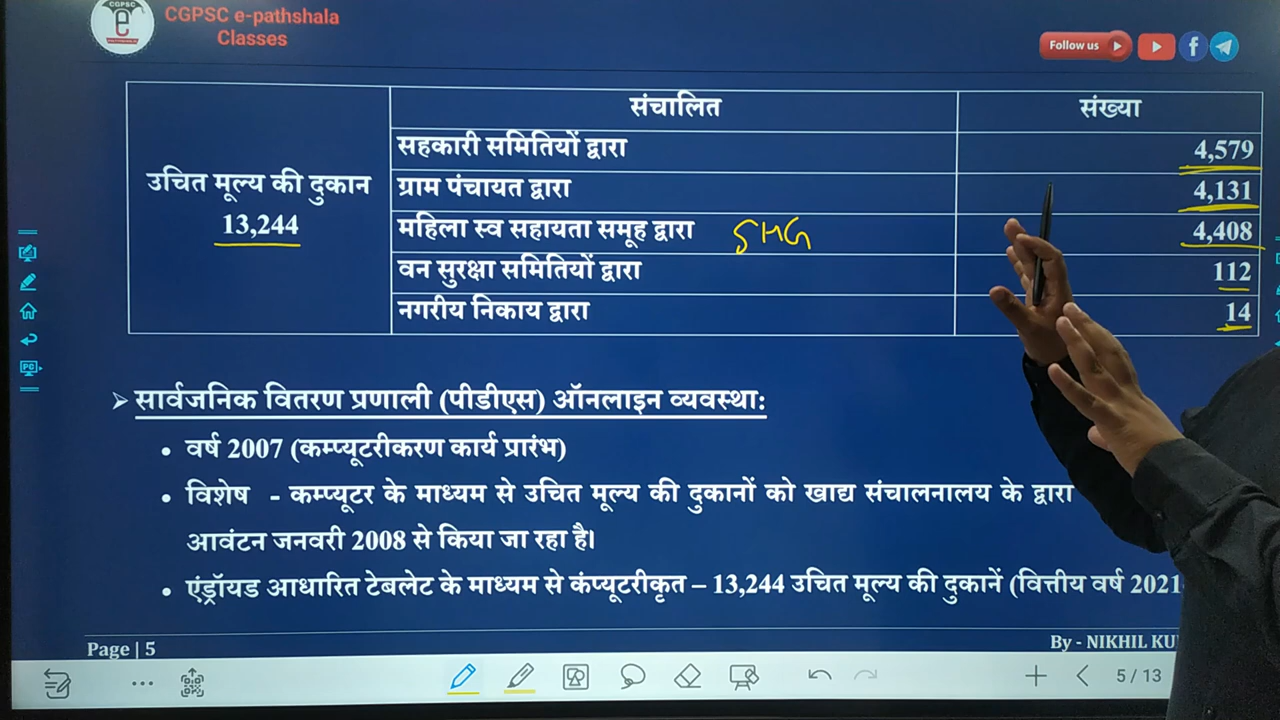 CGPSC
CGPSC e-pathshala
Classes
Follow us
संचालित
संख्या
उचित मूल्य की दुकान
13,244
सहकारी समितियों द्वारा
4,579
ग्राम पंचायत द्वारा
4,131
महिला स्व सहायता समूह द्वारा
SHG
4,408
वन सुरक्षा समितियों द्वारा
112
नगरीय निकाय द्वारा
14
➢ सार्वजनिक वितरण प्रणाली (पीडीएस) ऑनलाइन व्यवस्था:
• वर्ष 2007 (कम्प्यूटरीकरण कार्य प्रारंभ)
• विशेष - कम्प्यूटर के माध्यम से उचित मूल्य की दुकानों को खाद्य संचालनालय के द्वारा
आवंटन जनवरी 2008 से किया जा रहा है।
• एंड्रॉयड आधारित टेबलेट के माध्यम से कंप्यूटरीकृत – 13,244 उचित मूल्य की दुकानें (वित्तीय वर्ष 2021
Page | 5
By - NIKHIL
5 / 13